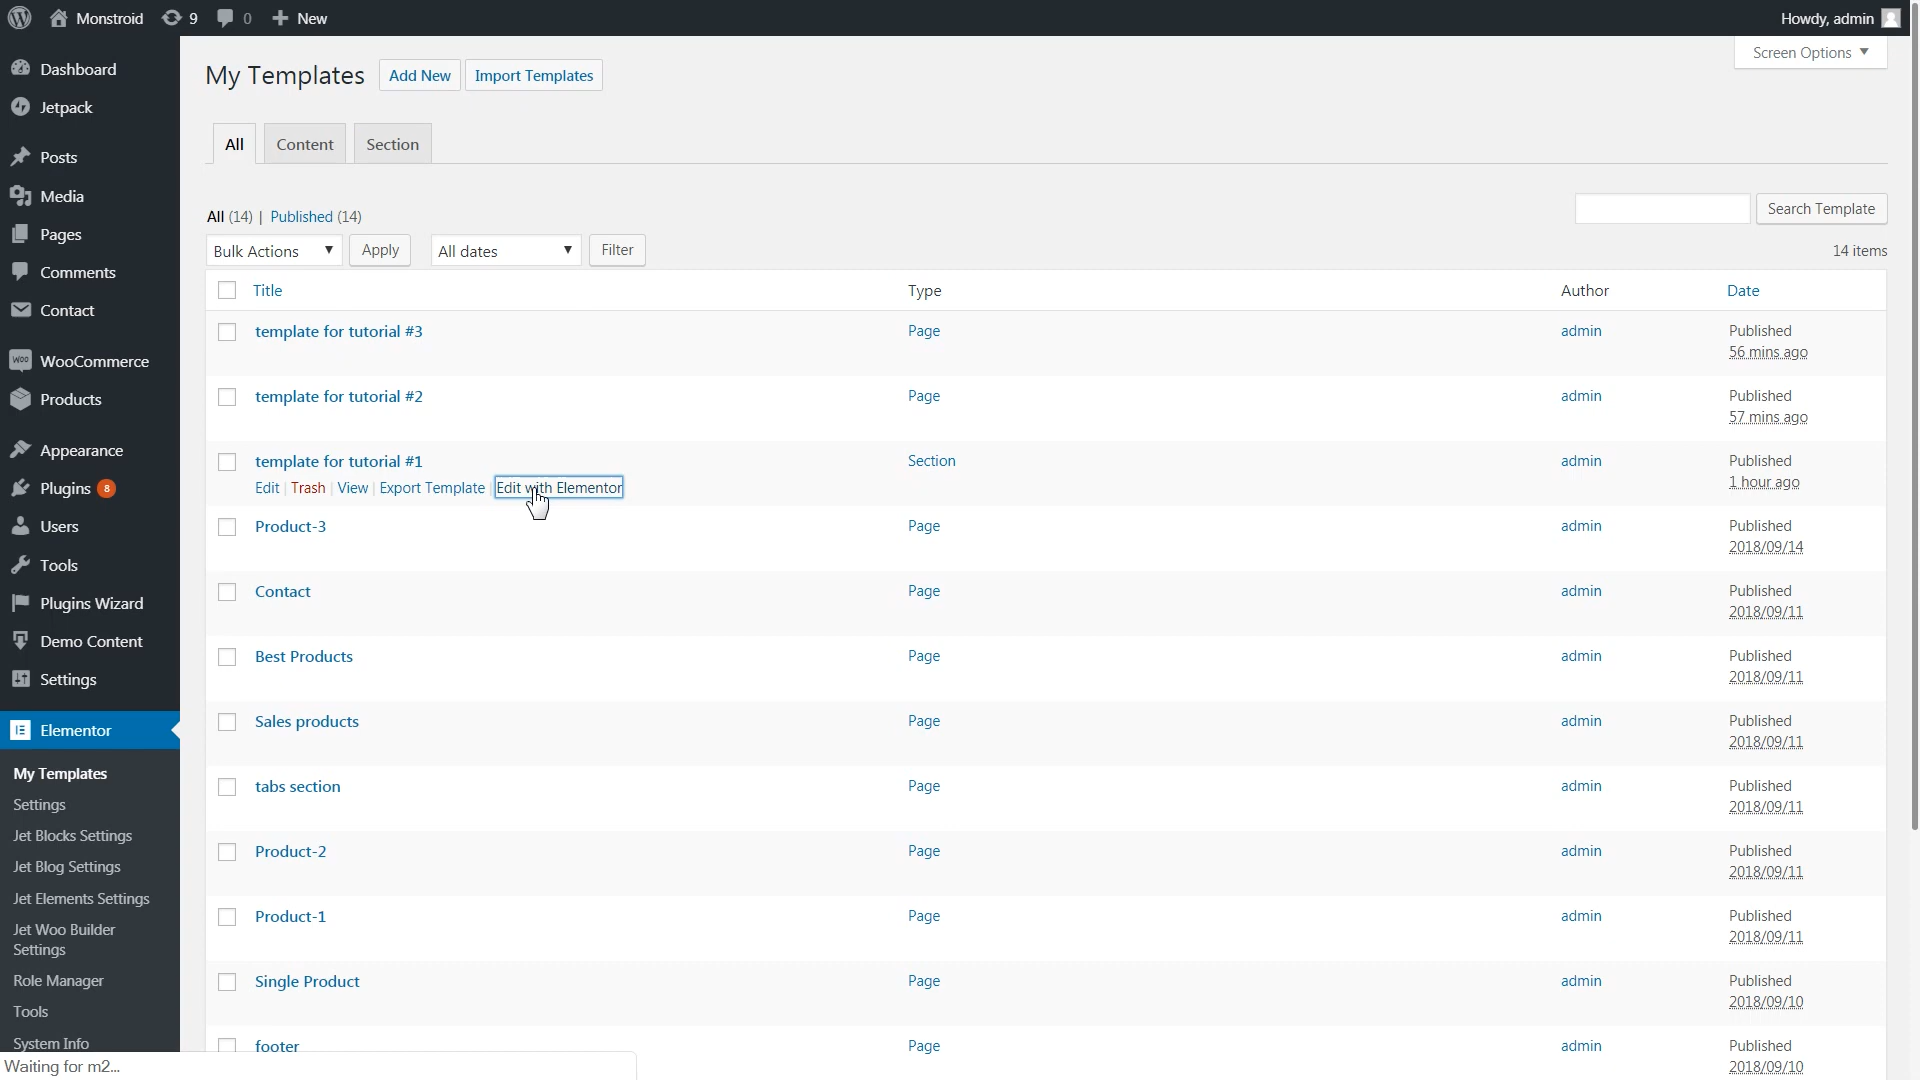 Monstroid 9 0 New Howdy, admin
Screen Options
Dashboard
Jetpack
Posts
Media
Pages
Comments
Contact
WooCommerce
Products
Appearance
Plugins 8
Users
Tools
Plugins Wizard
Demo Content
Settings
Elementor
My Templates
Settings
Jet Blocks Settings
Jet Blog Settings
Jet Elements Settings
Jet Woo Builder
Settings
Role Manager
Tools
System Info
My Templates Add New Import Templates
All Content Section
All (14) | Published (14)
Search Template
Bulk Actions Apply All dates Filter 14 items
Title Type Author Date
template for tutorial #3 Page admin Published
56 mins ago
template for tutorial #2 Page admin Published
57 mins ago
template for tutorial #1 Section admin Published
Edit | Trash | View | Export Template | Edit with Elementor 1 hour ago
Product-3 Page admin Published
2018/09/14
Contact Page admin Published
2018/09/11
Best Products Page admin Published
2018/09/11
Sales products Page admin Published
2018/09/11
tabs section Page admin Published
2018/09/11
Product-2 Page admin Published
2018/09/11
Product-1 Page admin Published
2018/09/11
Single Product Page admin Published
2018/09/10
footer Page admin Published
2018/09/10
Waiting for m2...